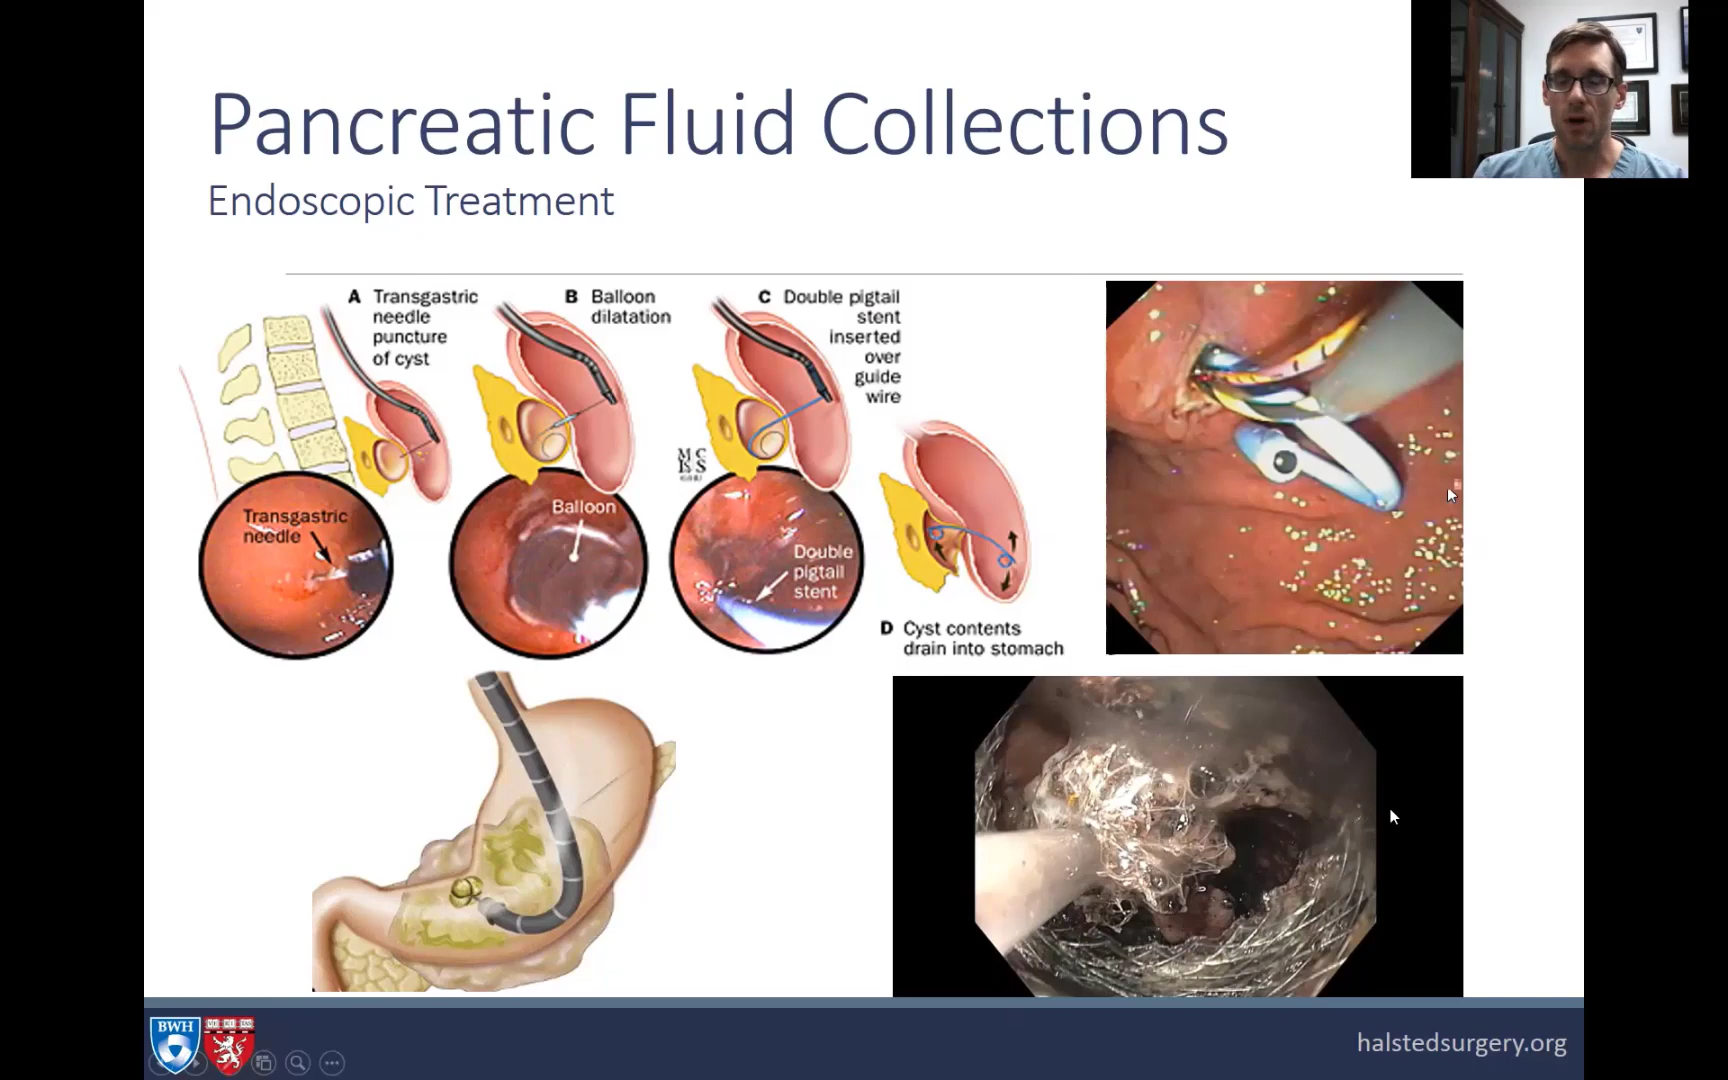 Pancreatic Fluid Collections
Endoscopic Treatment
A Transgastric
needle
puncture
of cyst
B Balloon
dilatation
C Double pigtail
stent
inserted
over
guide
wire
Transgastric
needle
Balloon
Double
pigtail
stent
D Cyst contents
drain into stomach
BWH
halstedsurgery.org